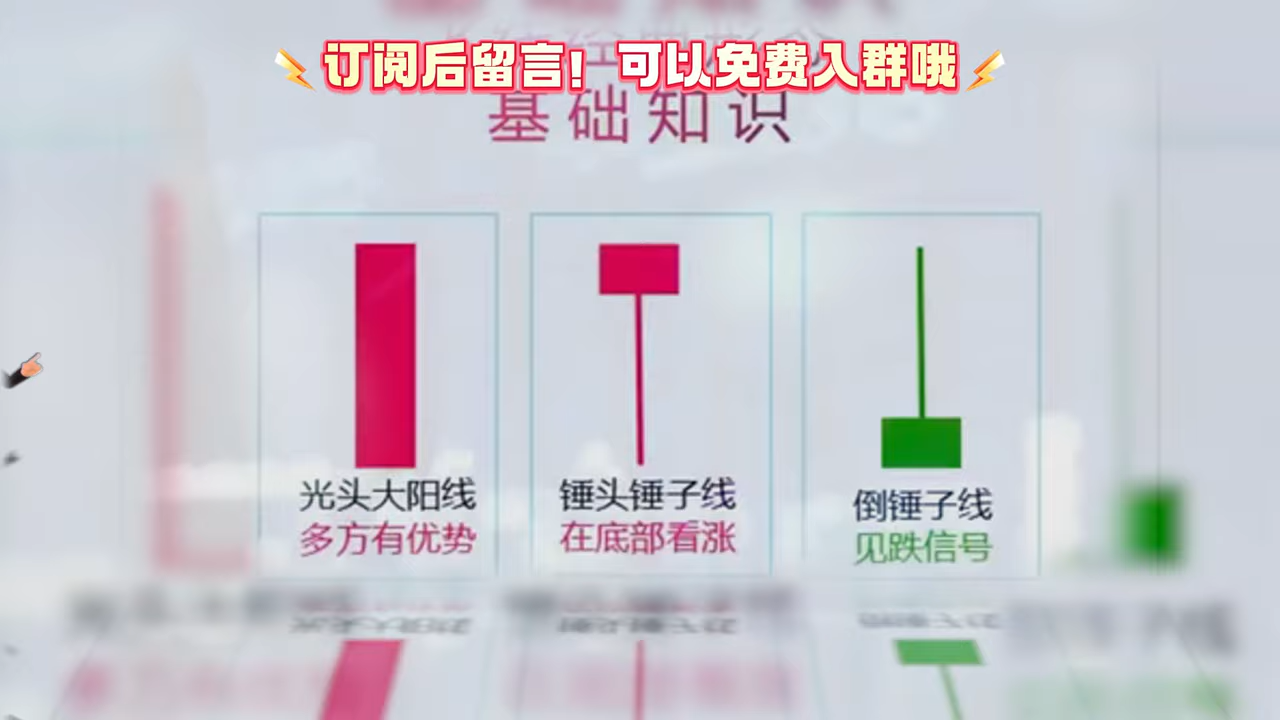 订阅后留言！可以免费入群哦
基础知识
光头大阳线
多方有优势
锤头锤子线
在底部看涨
倒锤子线
见跌信号